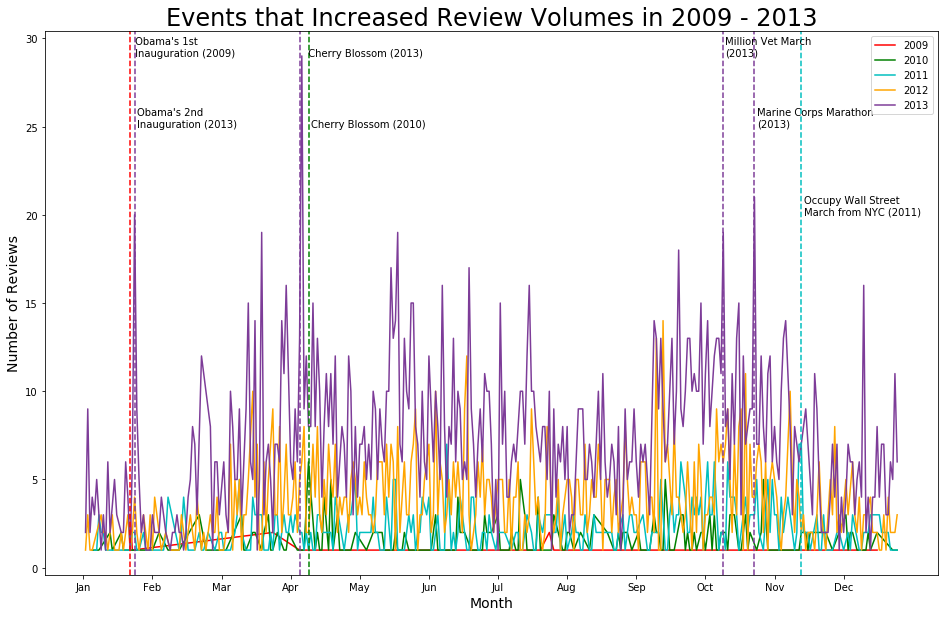 Events that Increased Review Volumes in 2009 - 2013
30
25
20
15
10
5
0
Number of Reviews
Obama's 1st
Inauguration (2009)
Obama's 2nd
Inauguration (2013)
Cherry Blossom (2013)
Cherry Blossom (2010)
Million Vet March
(2013)
Marine Corps Marathon
(2013)
Occupy Wall Street
March from NYC (2011)
2009
2010
2011
2012
2013
Jan Feb Mar Apr May Jun Jul Aug Sep Oct Nov Dec
Month